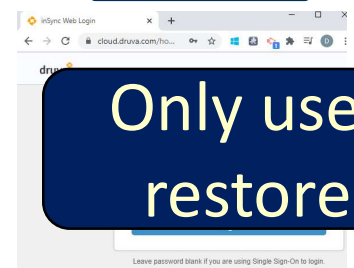 inSync Web Login
cloud.druva.com/ho...
Only use
restore
Leave password blank if you are using Single Sign-On to login.